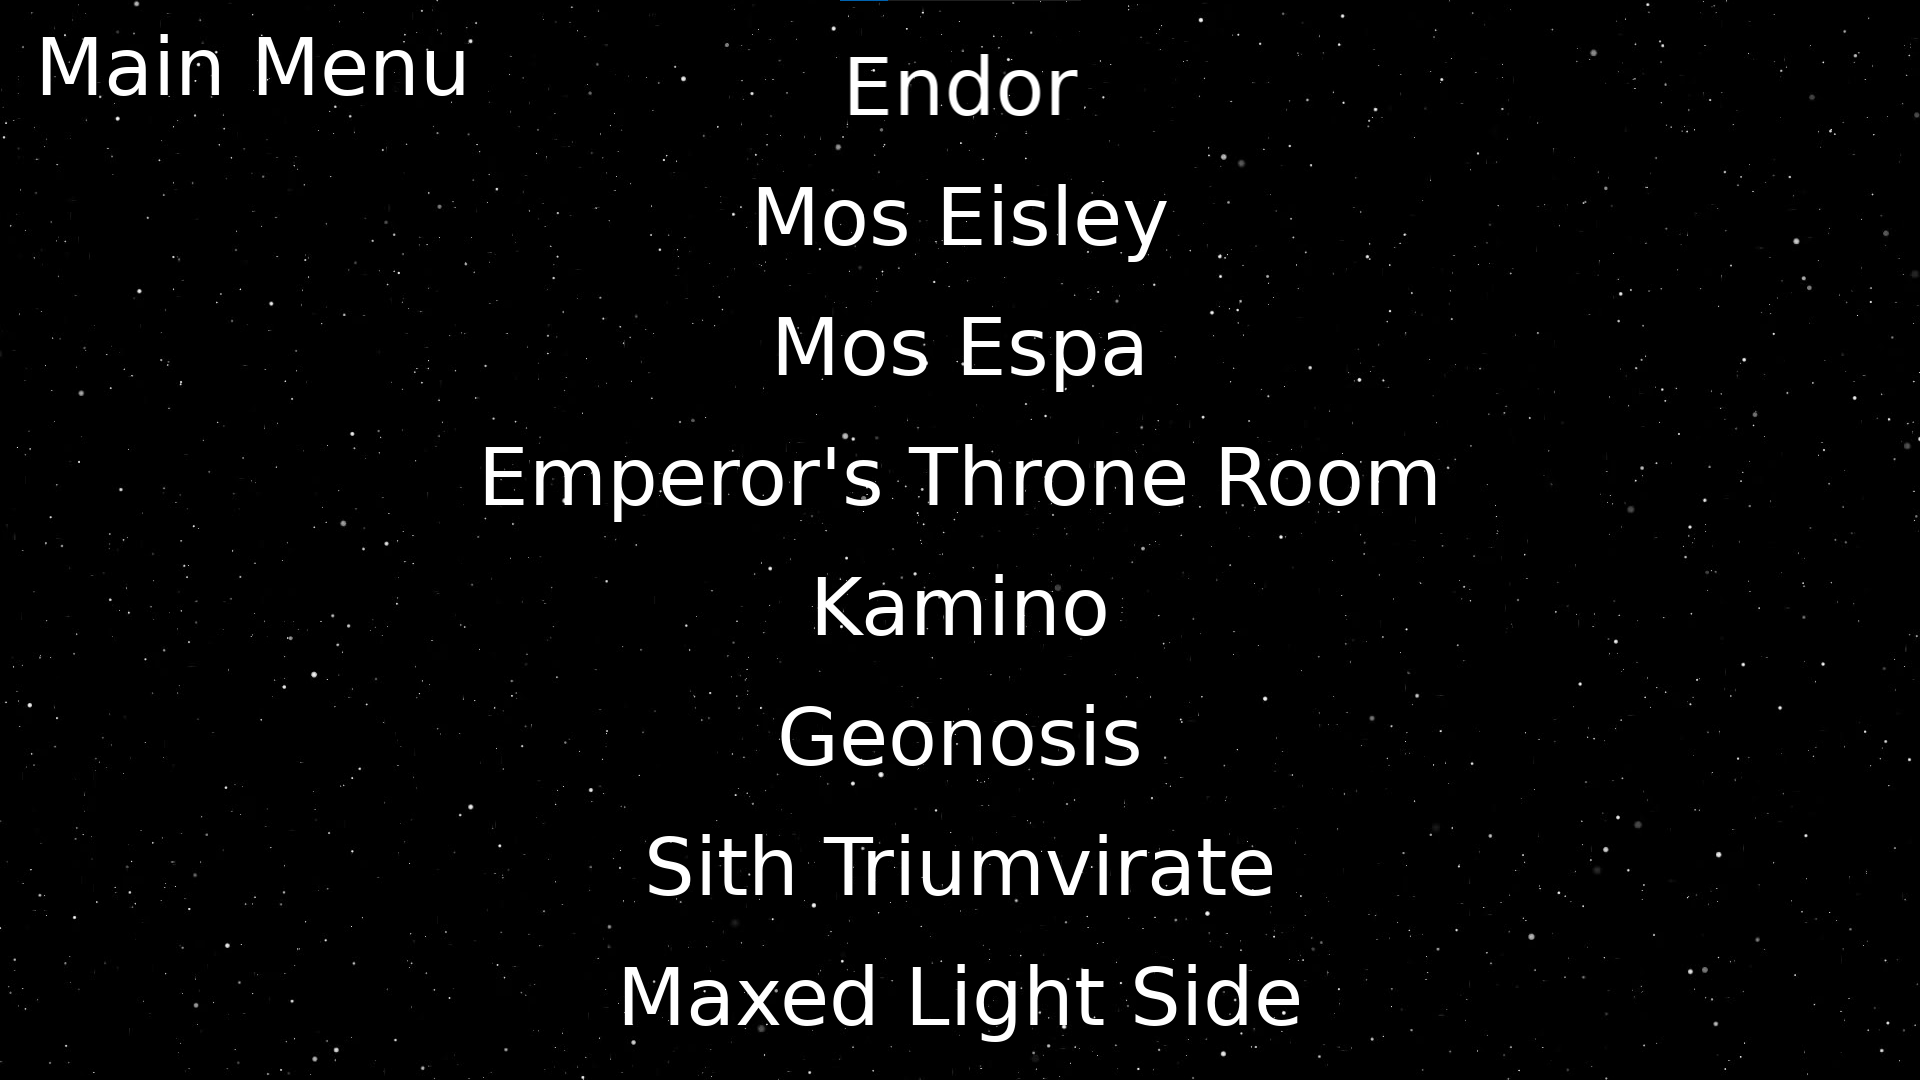 Main Menu
Endor
Mos Eisley
Mos Espa
Emperor's Throne Room
Kamino
Geonosis
Sith Triumvirate
Maxed Light Side